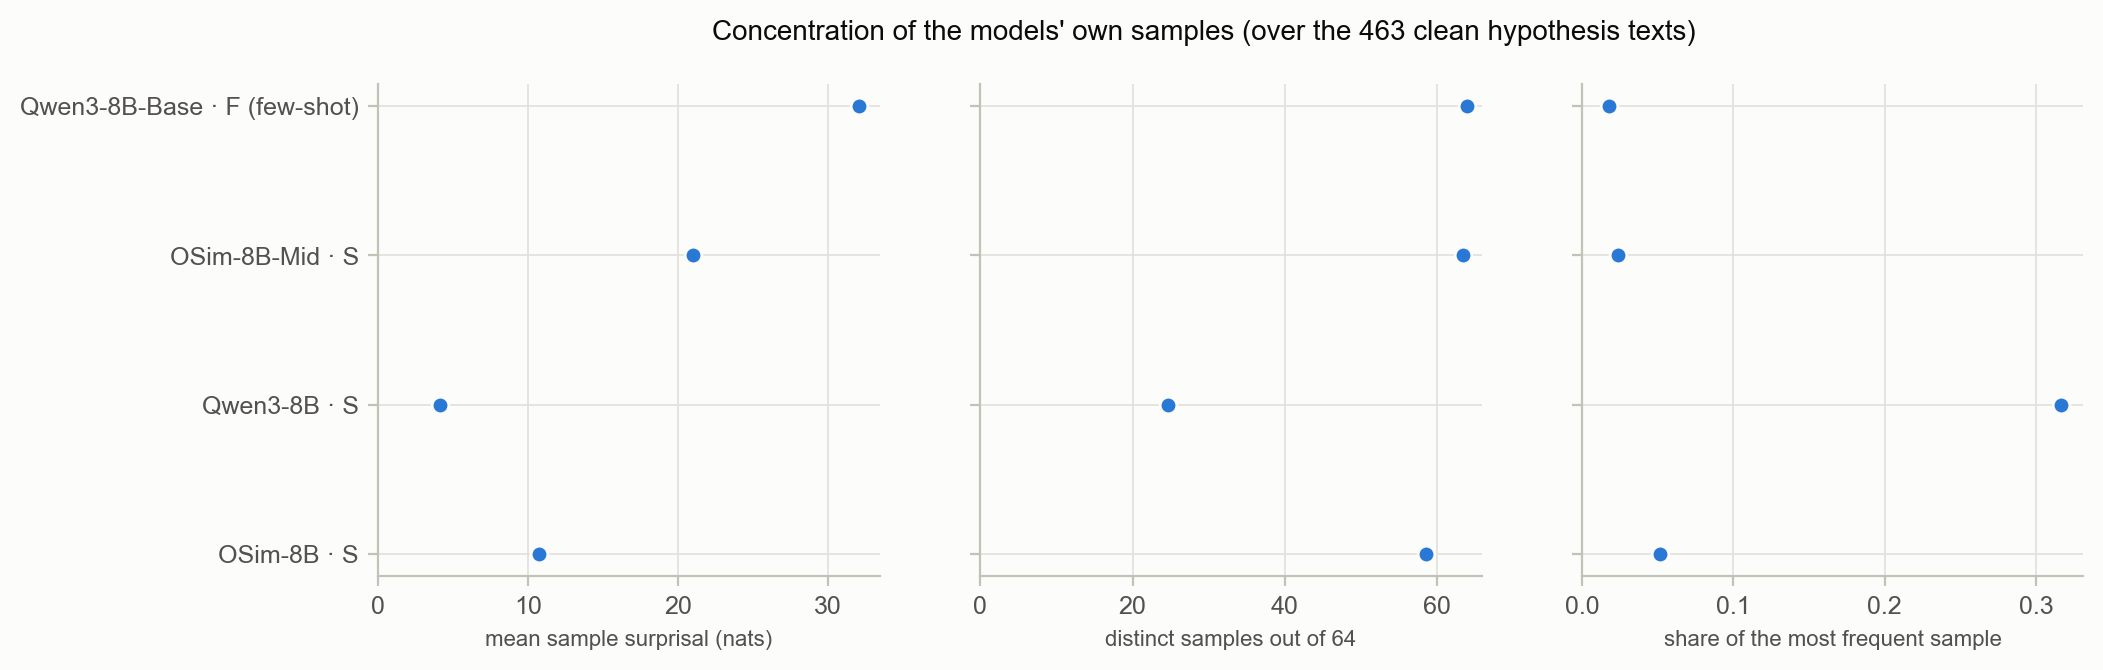 Concentration of the models' own samples (over the 463 clean hypothesis texts)
Qwen3-8B-Base · F (few-shot)
OSim-8B-Mid · S
Qwen3-8B · S
OSim-8B · S
0 10 20 30
mean sample surprisal (nats)
0 20 40 60
distinct samples out of 64
0.0 0.1 0.2 0.3
share of the most frequent sample